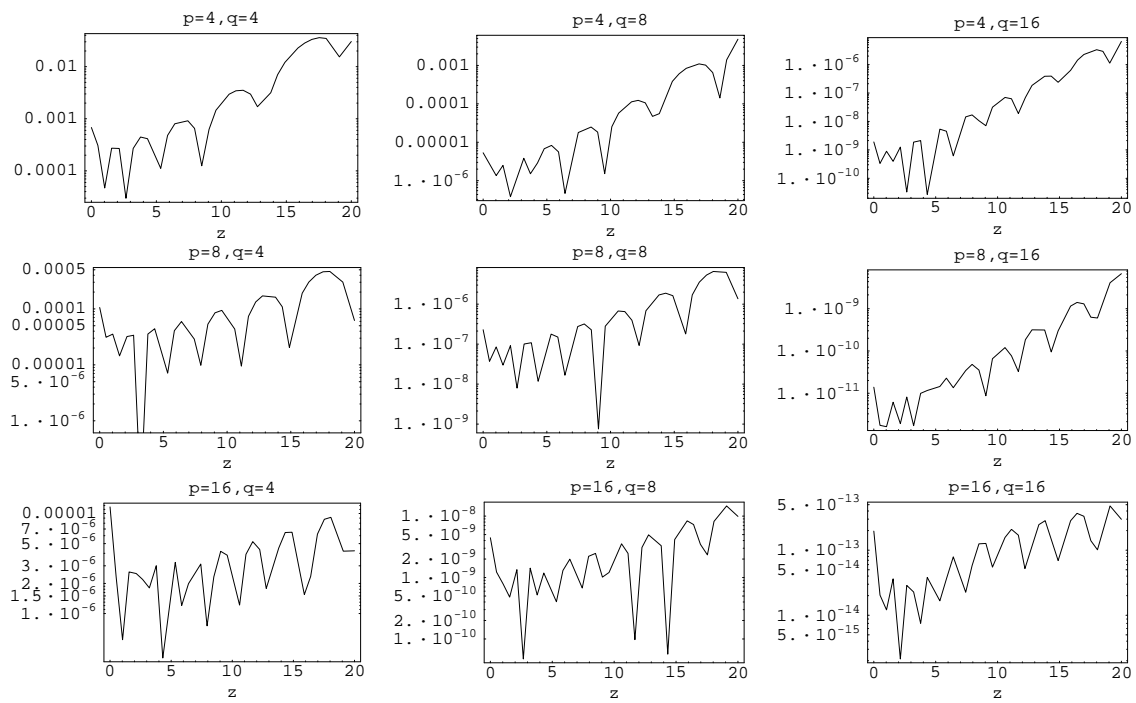 p=4,q=4
0.01
0.001
0.0001
0 5 10 15 20
z
p=4,q=8
0.001
0.0001
0.00001
1.·10^-6
0 5 10 15 20
z
p=4,q=16
1.·10^-6
1.·10^-7
1.·10^-8
1.·10^-9
1.·10^-10
0 5 10 15 20
z
p=8,q=4
0.0005
0.0001
0.00005
0.00001
5.·10^-6
1.·10^-6
0 5 10 15 20
z
p=8,q=8
1.·10^-6
1.·10^-7
1.·10^-8
1.·10^-9
0 5 10 15 20
z
p=8,q=16
1.·10^-9
1.·10^-10
1.·10^-11
0 5 10 15 20
z
p=16,q=4
0.00001
7.·10^-6
5.·10^-6
3.·10^-6
2.·10^-6
1.5·10^-6
1.·10^-6
0 5 10 15 20
z
p=16,q=8
1.·10^-8
5.·10^-9
2.·10^-9
1.·10^-9
5.·10^-10
2.·10^-10
1.·10^-10
0 5 10 15 20
z
p=16,q=16
5.·10^-13
1.·10^-13
5.·10^-14
1.·10^-14
5.·10^-15
0 5 10 15 20
z